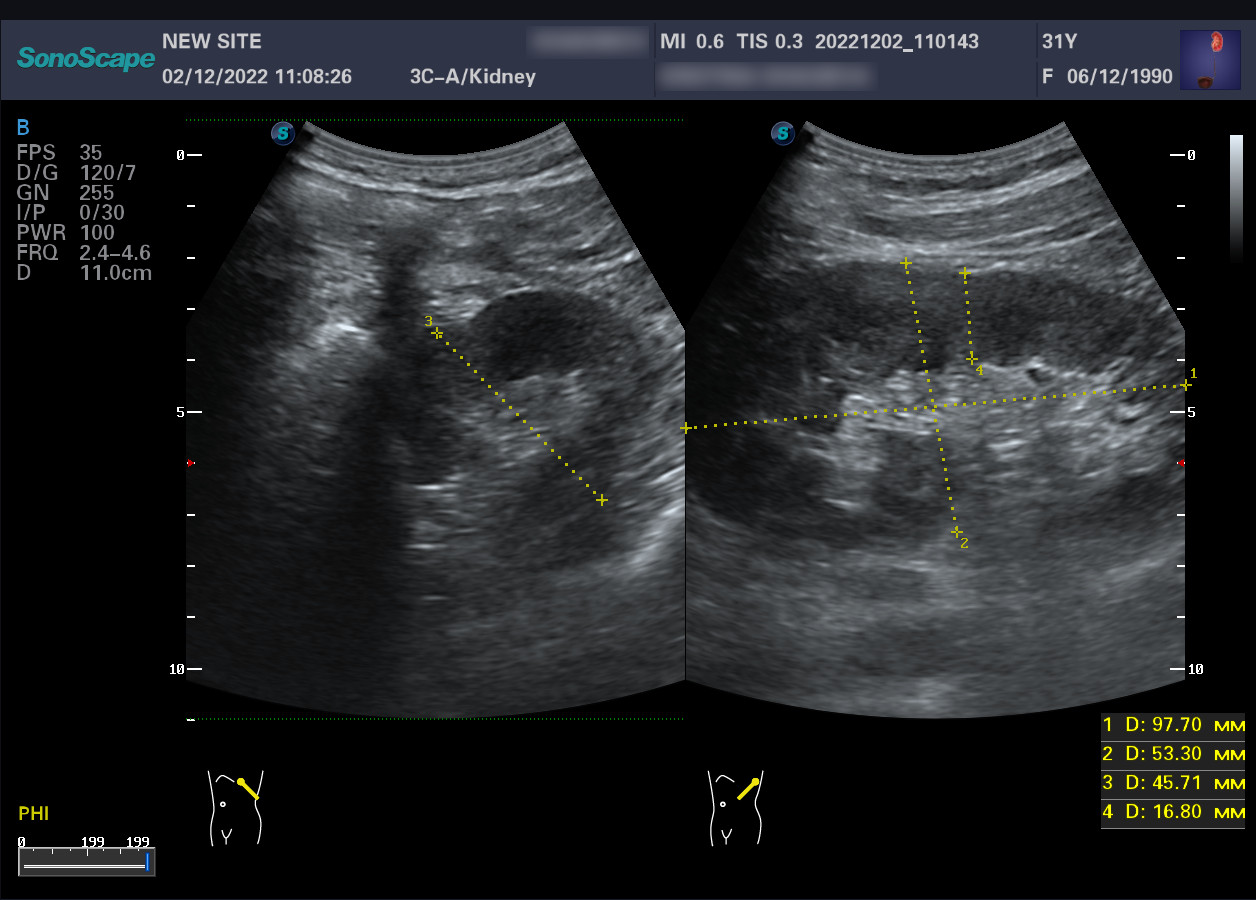 SonoScape
NEW SITE
MI 0.6 TIS 0.3 20221202_110143
31Y
02/12/2022 11:08:26
3C-A/Kidney
F 06/12/1990
B
FPS 35
D/G 120/7
GN 255
I/P 0/30
PWR 100
FRQ 2.4-4.6
D 11.0cm
S
S
0
5
10
0
5
10
3
4
1
2
1 D: 97.70 мм
2 D: 53.30 мм
3 D: 45.71 мм
4 D: 16.80 мм
PHI
0 199 199